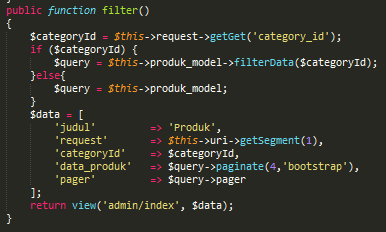 public function filter()
{
    $categoryId = $this->request->getGet('category_id');
    if ($categoryId) {
        $query = $this->produk_model->filterData($categoryId);
    }else{
        $query = $this->produk_model;
    }
    $data = [
        'judul'         => 'Produk',
        'request'       => $this->uri->getSegment(1),
        'categoryId'    => $categoryId,
        'data_produk'   => $query->paginate(4,'bootstrap'),
        'pager'         => $query->pager
    ];
    return view('admin/index', $data);
}